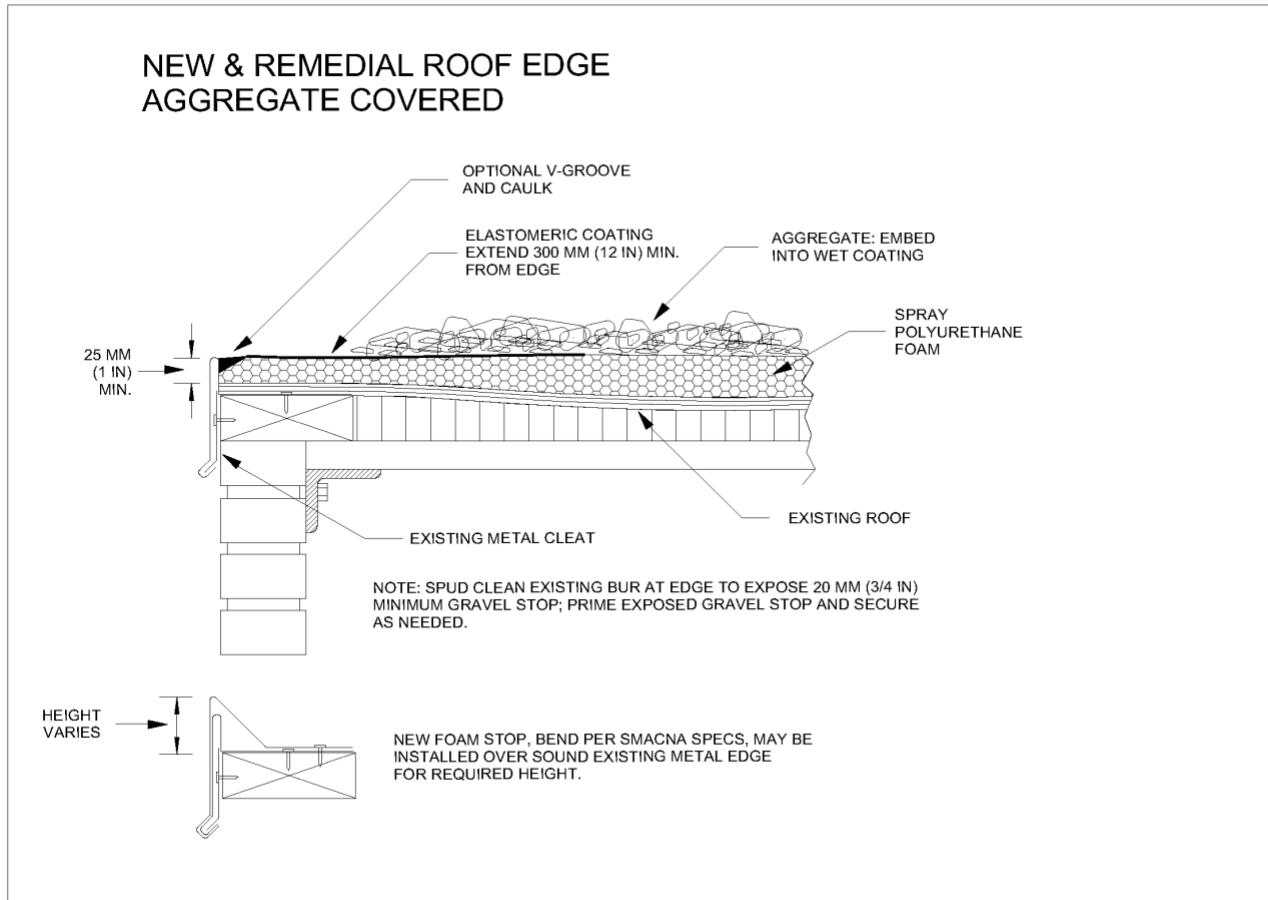 NEW & REMEDIAL ROOF EDGE
AGGREGATE COVERED
OPTIONAL V-GROOVE
AND CAULK
ELASTOMERIC COATING
EXTEND 300 MM (12 IN) MIN.
FROM EDGE
AGGREGATE: EMBED
INTO WET COATING
SPRAY
POLYURETHANE
FOAM
25 MM
(1 IN)
MIN.
EXISTING ROOF
EXISTING METAL CLEAT
NOTE: SPUD CLEAN EXISTING BUR AT EDGE TO EXPOSE 20 MM (3/4 IN)
MINIMUM GRAVEL STOP; PRIME EXPOSED GRAVEL STOP AND SECURE
AS NEEDED.
HEIGHT
VARIES
NEW FOAM STOP, BEND PER SMACNA SPECS, MAY BE
INSTALLED OVER SOUND EXISTING METAL EDGE
FOR REQUIRED HEIGHT.